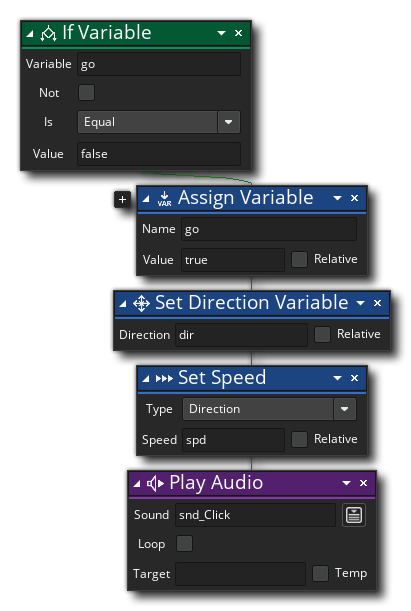 If Variable
Variable go
Not
Is Equal
Value false
VAR Assign Variable
Name go
Value true Relative
Set Direction Variable
Direction dir Relative
Set Speed
Type Direction
Speed spd Relative
Play Audio
Sound snd_Click
Loop
Target Temp